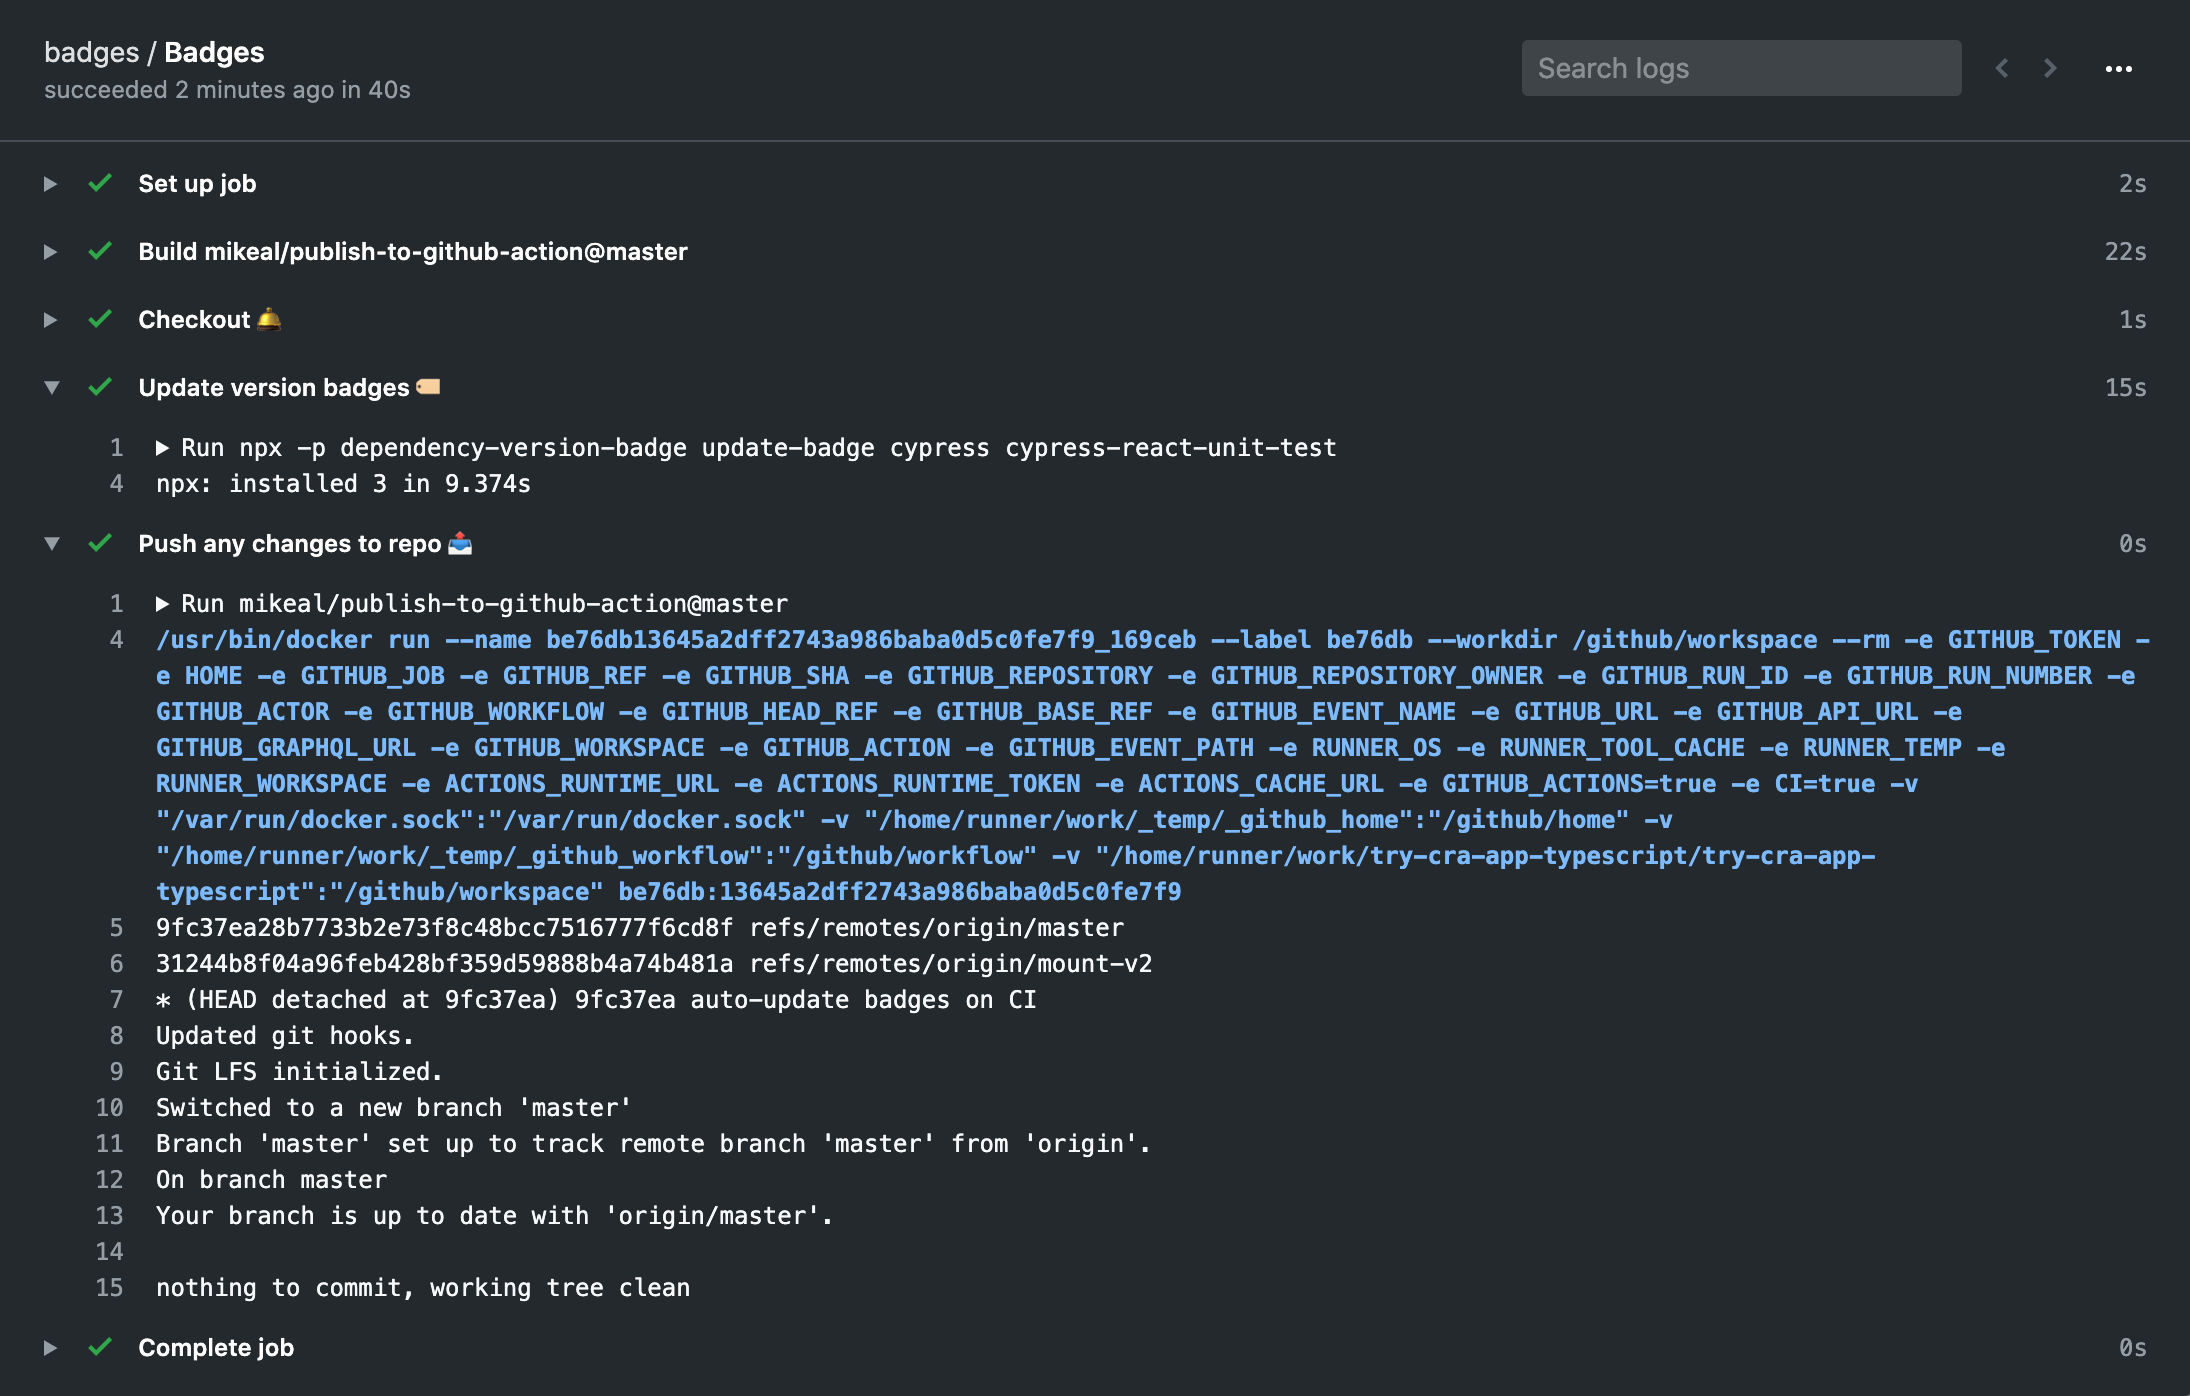 badges / Badges
succeeded 2 minutes ago in 40s
Search logs
Set up job 2s
Build mikeal/publish-to-github-action@master 22s
Checkout 🛎️ 1s
Update version badges 🏷️ 15s
1 ▶ Run npx -p dependency-version-badge update-badge cypress cypress-react-unit-test
4 npx: installed 3 in 9.374s
Push any changes to repo 📤 0s
1 ▶ Run mikeal/publish-to-github-action@master
4 /usr/bin/docker run --name be76db13645a2dff2743a986baba0d5c0fe7f9_169ceb --label be76db --workdir /github/workspace --rm -e GITHUB_TOKEN -
e HOME -e GITHUB_JOB -e GITHUB_REF -e GITHUB_SHA -e GITHUB_REPOSITORY -e GITHUB_REPOSITORY_OWNER -e GITHUB_RUN_ID -e GITHUB_RUN_NUMBER -e
GITHUB_ACTOR -e GITHUB_WORKFLOW -e GITHUB_HEAD_REF -e GITHUB_BASE_REF -e GITHUB_EVENT_NAME -e GITHUB_URL -e GITHUB_API_URL -e
GITHUB_GRAPHQL_URL -e GITHUB_WORKSPACE -e GITHUB_ACTION -e GITHUB_EVENT_PATH -e RUNNER_OS -e RUNNER_TOOL_CACHE -e RUNNER_TEMP -e
RUNNER_WORKSPACE -e ACTIONS_RUNTIME_URL -e ACTIONS_RUNTIME_TOKEN -e ACTIONS_CACHE_URL -e GITHUB_ACTIONS=true -e CI=true -v
"/var/run/docker.sock":"/var/run/docker.sock" -v "/home/runner/work/_temp/_github_home":"/github/home" -v
"/home/runner/work/_temp/_github_workflow":"/github/workflow" -v "/home/runner/work/try-cra-app-typescript/try-cra-app-
typescript":"/github/workspace" be76db:13645a2dff2743a986baba0d5c0fe7f9
5 9fc37ea28b7733b2e73f8c48bcc7516777f6cd8f refs/remotes/origin/master
6 31244b8f04a96feb428bf359d59888b4a74b481a refs/remotes/origin/mount-v2
7 * (HEAD detached at 9fc37ea) 9fc37ea auto-update badges on CI
8 Updated git hooks.
9 Git LFS initialized.
10 Switched to a new branch 'master'
11 Branch 'master' set up to track remote branch 'master' from 'origin'.
12 On branch master
13 Your branch is up to date with 'origin/master'.
14
15 nothing to commit, working tree clean
Complete job 0s